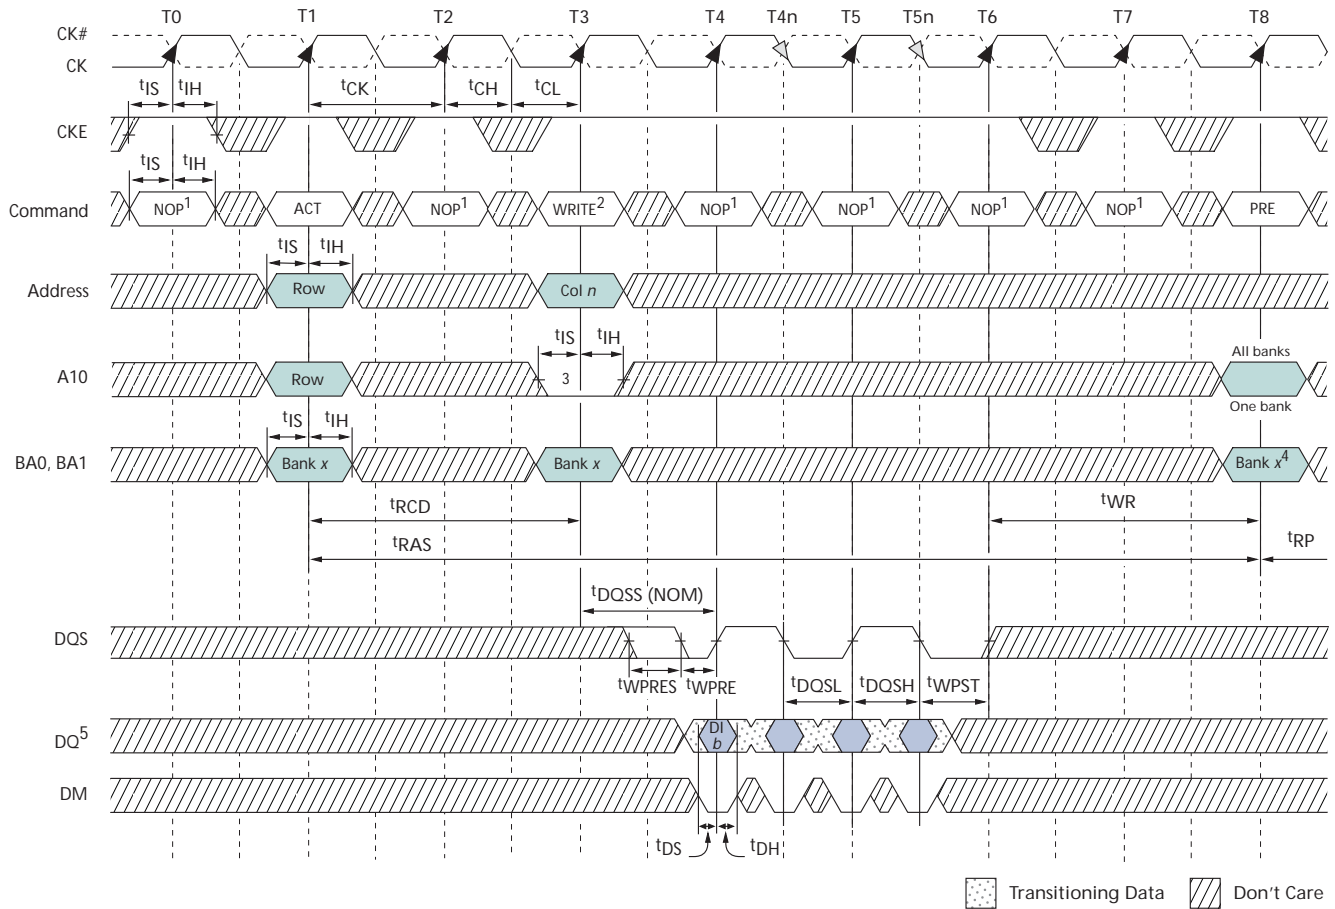 T0 T1 T2 T3 T4 T4n T5 T5n T6 T7 T8
CK#
CK
tIS tIH tCK tCH tCL
CKE
tIS tIH
Command NOP1 ACT NOP1 WRITE2 NOP1 NOP1 NOP1 NOP1 PRE
tIS tIH
Address Row Col n
tIS tIH
All banks
A10 Row 3
One bank
tIS tIH
BA0, BA1 Bank x Bank x Bank x4
tRCD tWR
tRAS tRP
tDQSS (NOM)
DQS
tWPRES tWPRE tDQSL tDQSH tWPST
DQ5 DI
b
DM
tDS tDH
Transitioning Data Don't Care